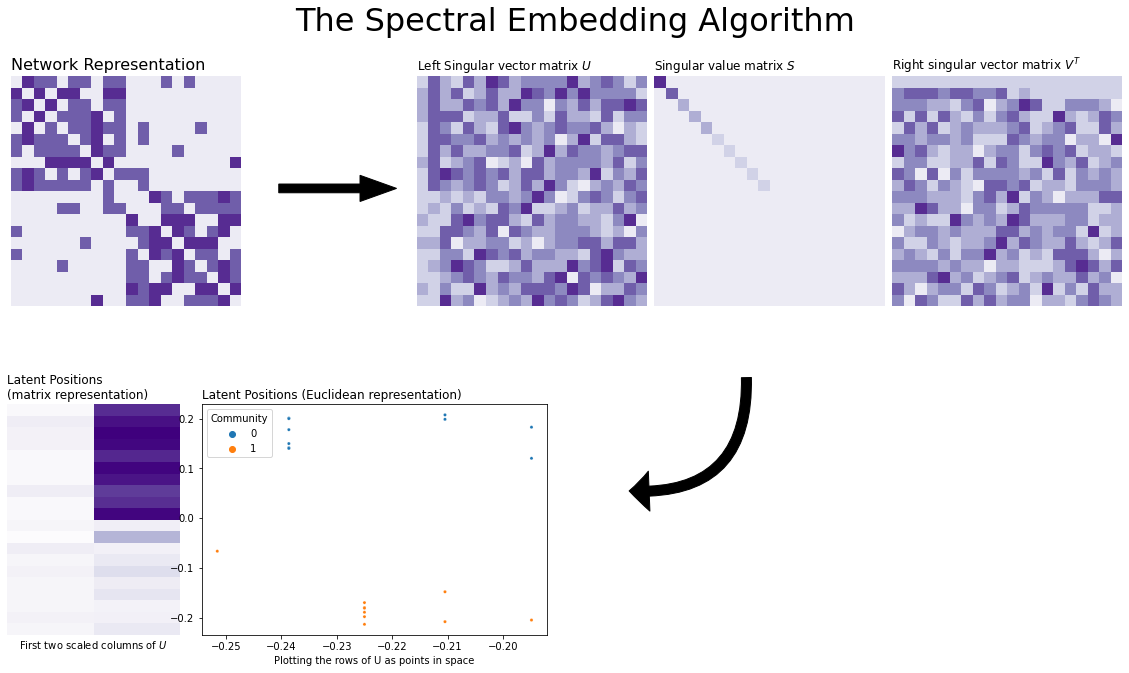 The Spectral Embedding Algorithm
Network Representation
Left Singular vector matrix U
Singular value matrix S
Right singular vector matrix V^T
Latent Positions
(matrix representation)
First two scaled columns of U
Latent Positions (Euclidean representation)
Community
0
1
0.2
0.1
0.0
−0.1
−0.2
−0.25
−0.24
−0.23
−0.22
−0.21
−0.20
Plotting the rows of U as points in space